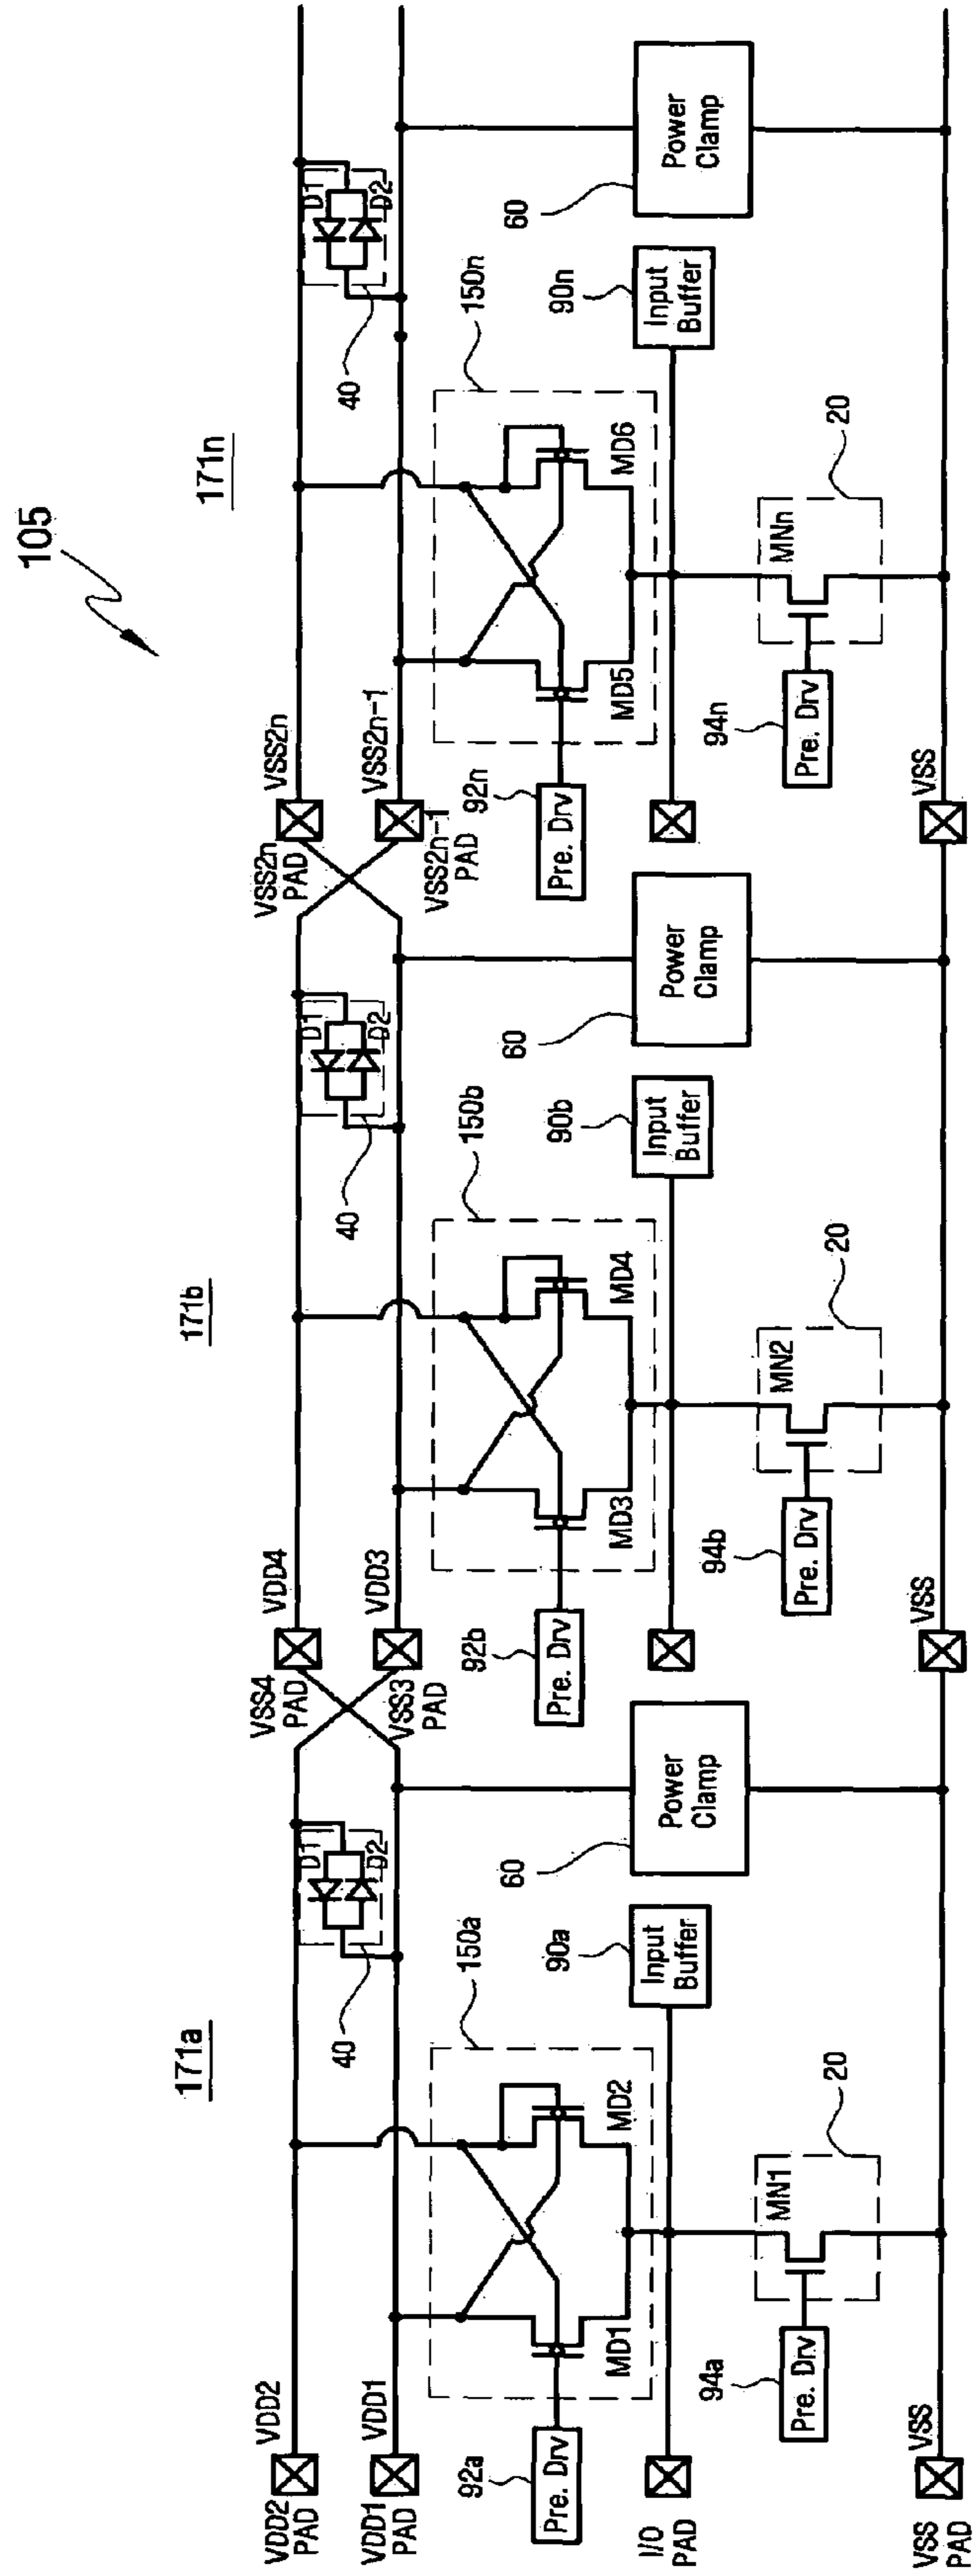 105
171a
171b
171n
VDD2
PAD
VDD2
VDD1
PAD
VDD1
D1
D2
40
92a
Pre. Drv
MD1
MD2
150a
I/O
PAD
90a
Input
Buffer
60
Power
Clamp
94a
Pre. Drv
MN1
20
VSS
PAD
VSS
VSS4
PAD
VDD4
VSS3
PAD
VDD3
D1
D2
40
92b
Pre. Drv
MD3
MD4
150b
90b
Input
Buffer
60
Power
Clamp
94b
Pre. Drv
MN2
20
VSS
VSS2n
PAD
VSS2n
VSS2n-1
PAD
VSS2n-1
D1
D2
40
92n
Pre. Drv
MD5
MD6
150n
90n
Input
Buffer
60
Power
Clamp
94n
Pre. Drv
MNn
20
VSS